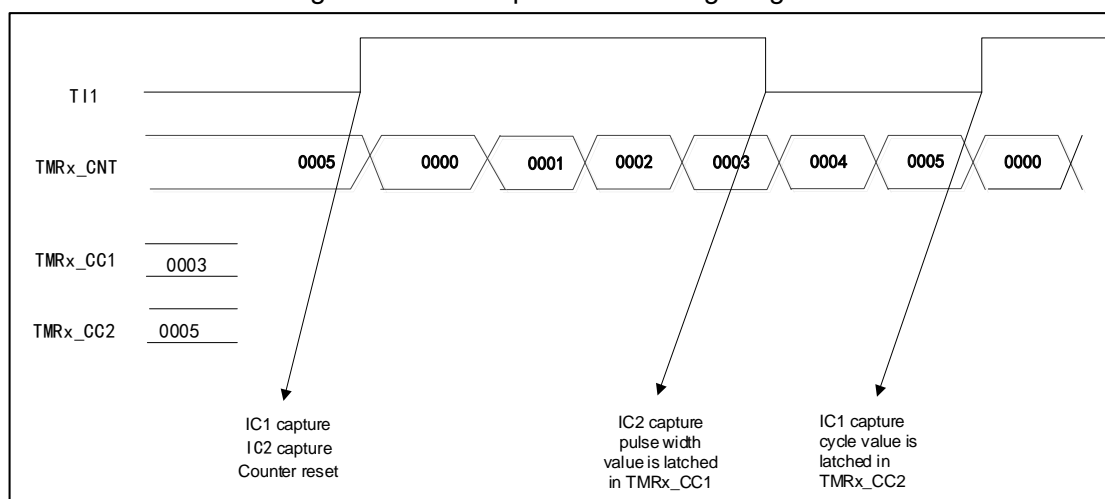 TI1
TMRx_CNT
0005 0000 0001 0002 0003 0004 0005 0000
TMRx_CC1 0003
TMRx_CC2 0005
IC1 capture
IC2 capture
Counter reset
IC2 capture
pulse width
value is latched
in TMRx_CC1
IC1 capture
cycle value is
latched in
TMRx_CC2